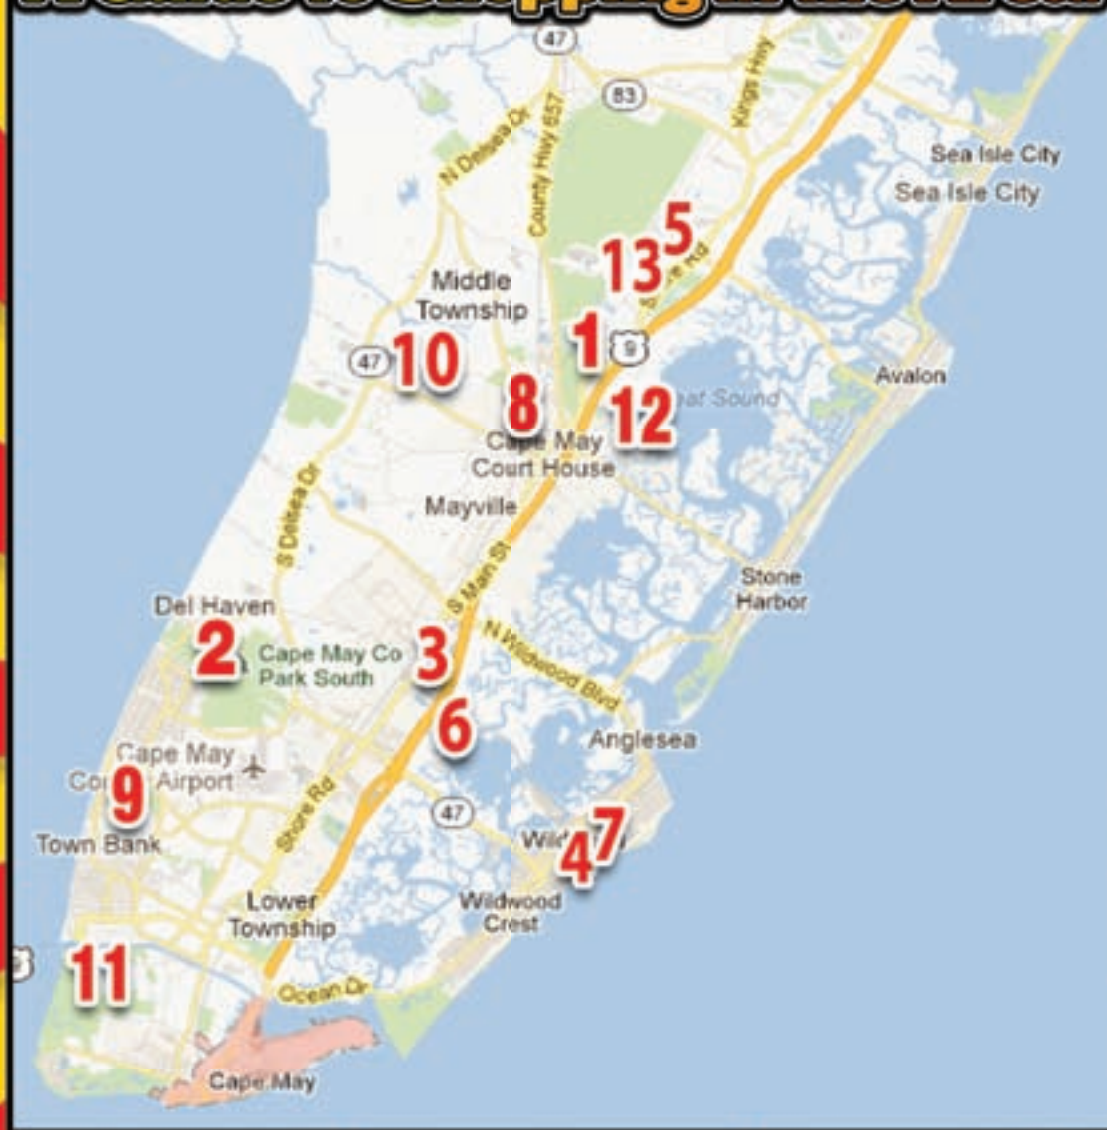 47
83
Kings Hwy
N Delsea Dr
County Hwy 657
Sea Isle City
Sea Isle City
5
13
Middle
Township
1
9
47
10
Avalon
8
12
Sound
Cape May
Court House
Mayville
S Delsea Dr
S Main St
Stone
Harbor
Del Haven
2
Cape May Co
Park South
3
N Wildwood Blvd
6
Anglesea
Cape May
Airport
9
Shore Rd
47
7
4
Town Bank
Lower
Township
Wildwood
Crest
11
Ocean Dr
Cape May